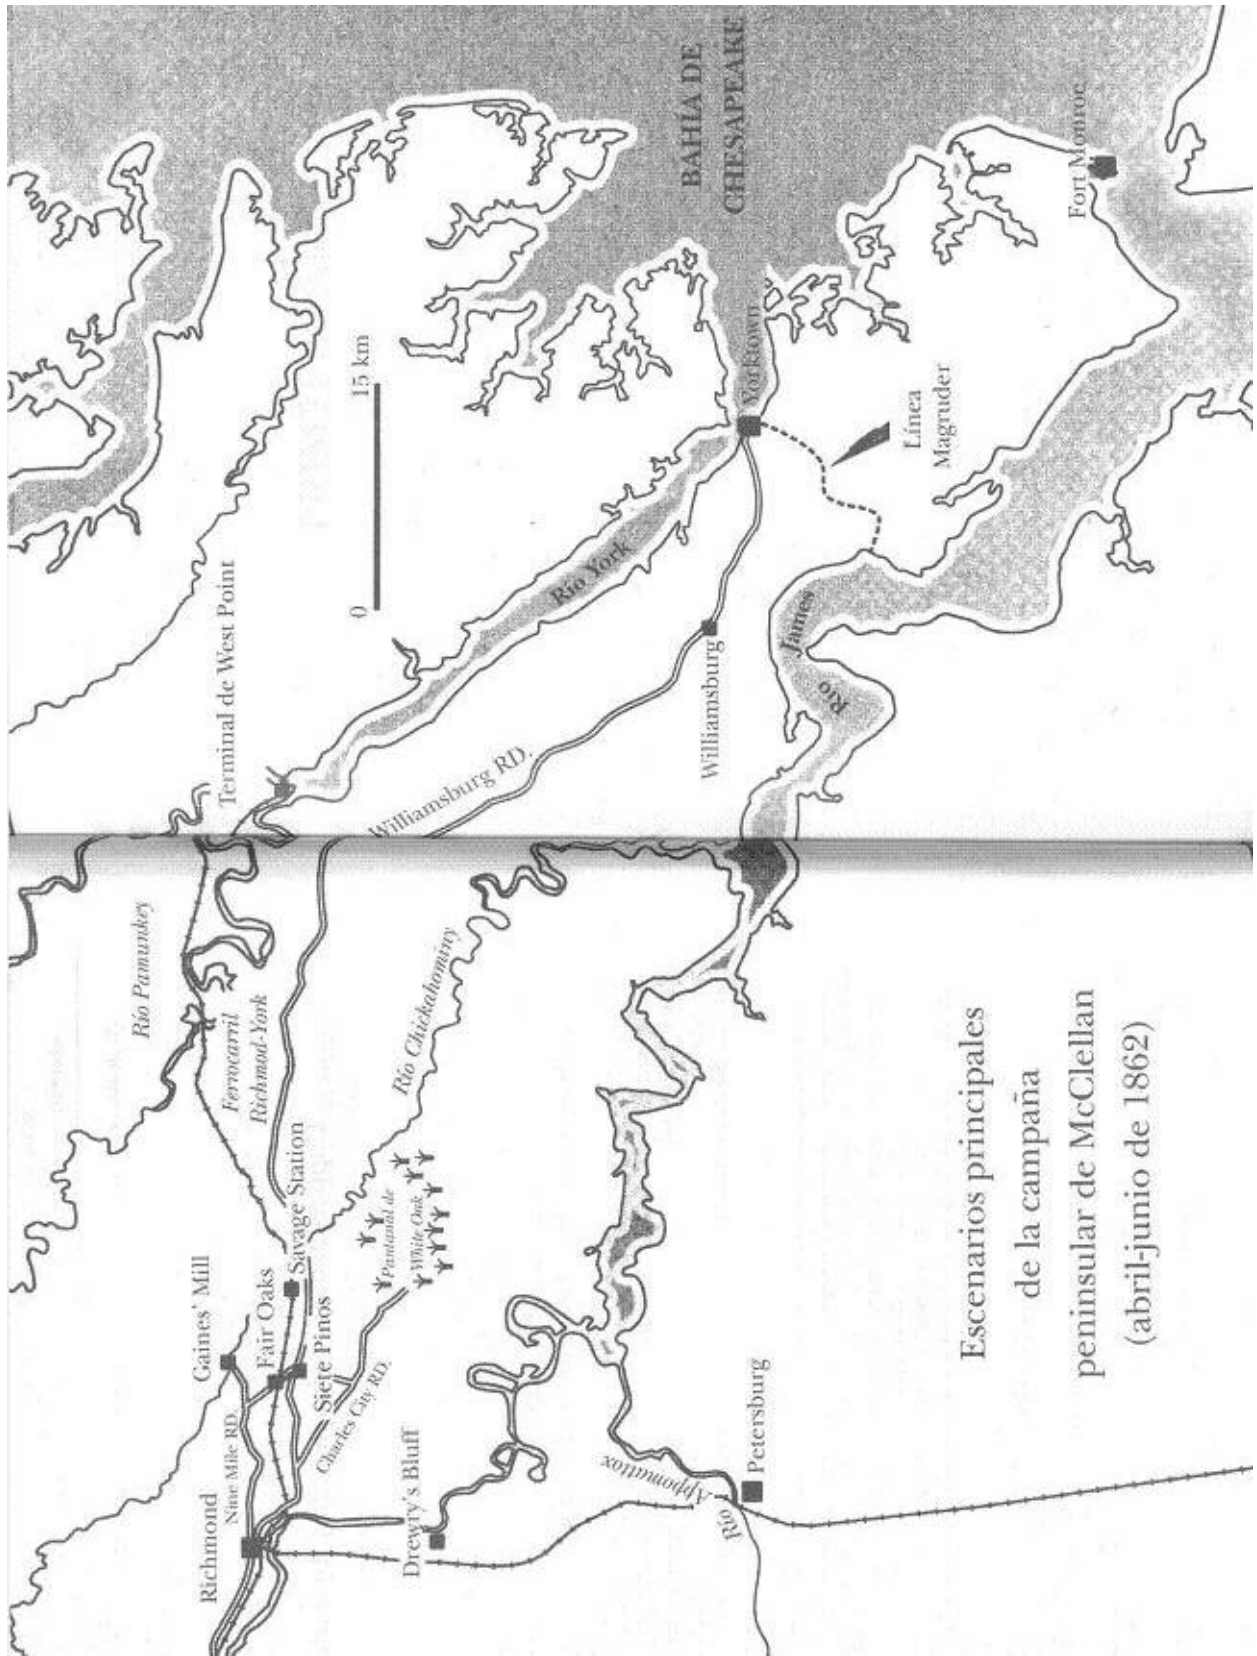 Richmond
Nine Mile RD.
Gaines' Mill
Fair Oaks
Savage Station
Siete Pinos
Charles City RD.
Drewry's Bluff
Pantanal de
White Oak
Río Pamunkey
Ferrocarril
Richmod-York
Río Chickahominy
Terminal de West Point
Williamsburg RD.
Williamsburg
0
15 km
Río York
Río
James
Yorktown
Línea
Magruder
BAHÍA DE
CHESAPEAKE
Fort Monroe
Río
Appomattox
Petersburg
Escenarios principales
de la campaña
peninsular de McClellan
(abril-junio de 1862)